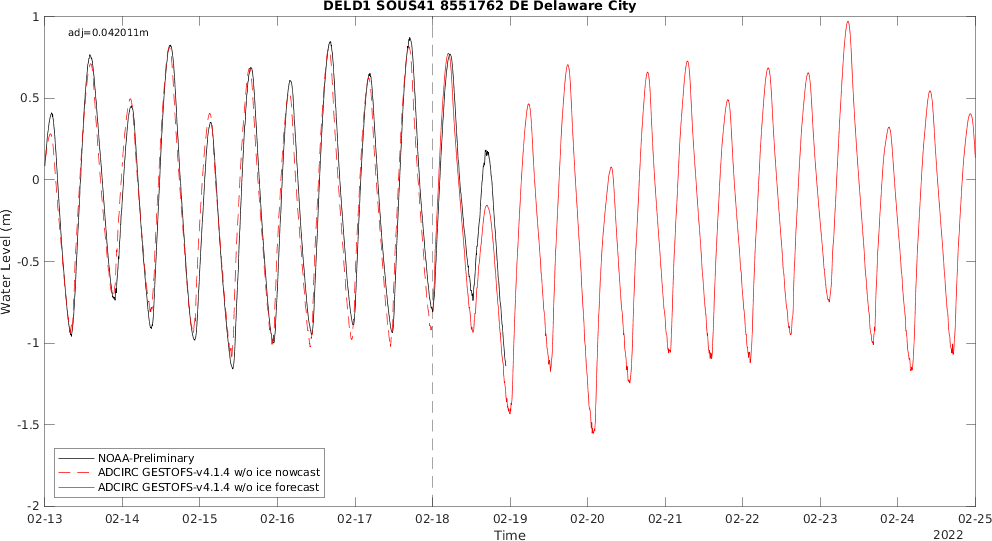 DELD1 SOUS41 8551762 DE Delaware City
adj=0.042011m
1
0.5
0
-0.5
-1
-1.5
-2
Water Level (m)
NOAA-Preliminary
ADCIRC GESTOFS-v4.1.4 w/o ice nowcast
ADCIRC GESTOFS-v4.1.4 w/o ice forecast
02-13 02-14 02-15 02-16 02-17 02-18 02-19 02-20 02-21 02-22 02-23 02-24 02-25
Time
2022